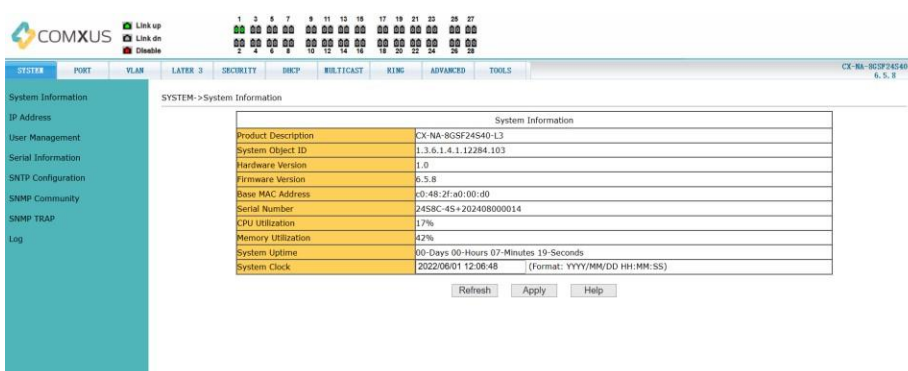 COMXUS
Link up
Link dn
Disable
1 3 5 7 9 11 13 15 17 19 21 23 25 27
2 4 6 8 10 12 14 16 18 20 22 24 26 28
SYSTEM PORT VLAN LAYER 3 SECURITY DHCP MULTICAST RING ADVANCED TOOLS
CX-NA-8GSF24S40
6.5.8
System Information
IP Address
User Management
Serial Information
SNTP Configuration
SNMP Community
SNMP TRAP
Log
SYSTEM->System Information
System Information
Product Description CX-NA-8GSF24S40-L3
System Object ID 1.3.6.1.4.1.12284.103
Hardware Version 1.0
Firmware Version 6.5.8
Base MAC Address c0:48:2f:a0:00:d0
Serial Number 24S8C-4S+202408000014
CPU Utilization 17%
Memory Utilization 42%
System Uptime 00-Days 00-Hours 07-Minutes 19-Seconds
System Clock 2022/06/01 12:06:48 (Format: YYYY/MM/DD HH:MM:SS)
Refresh Apply Help